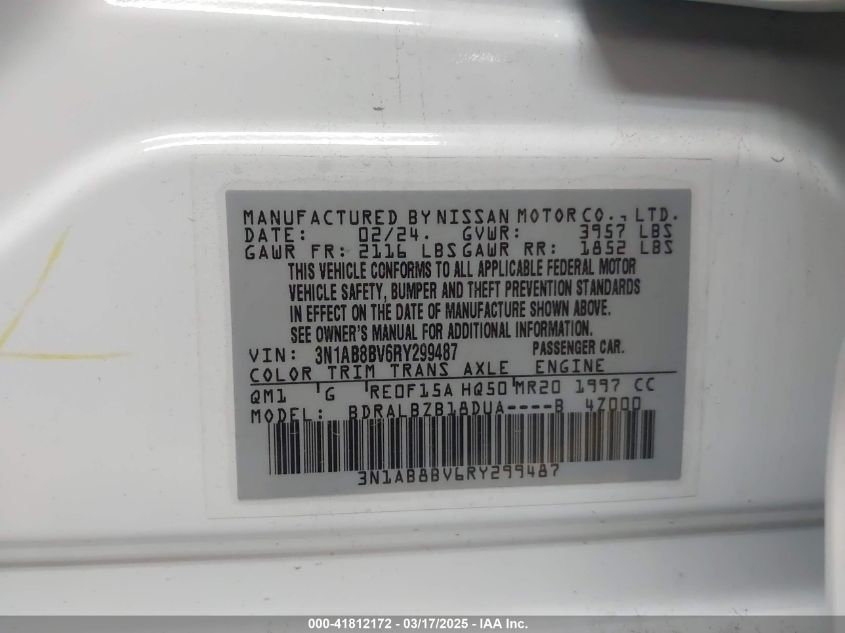 MANUFACTURED BY NISSAN MOTOR CO., LTD.
DATE: 02/24. GVWR: 3957 LBS
GAWR FR: 2116 LBS GAWR RR: 1852 LBS
THIS VEHICLE CONFORMS TO ALL APPLICABLE FEDERAL MOTOR
VEHICLE SAFETY, BUMPER AND THEFT PREVENTION STANDARDS
IN EFFECT ON THE DATE OF MANUFACTURE SHOWN ABOVE.
SEE OWNER'S MANUAL FOR ADDITIONAL INFORMATION.
VIN: 3N1AB8BV6RY299487 PASSENGER CAR.
COLOR TRIM TRANS AXLE ENGINE
QM1 G RE0F15A HQ50 MR20 1997 CC
MODEL: BDRALBZB18DUA----B 4Z000
3N1AB8BV6RY299487
000-41812172 - 03/17/2025 - IAA Inc.